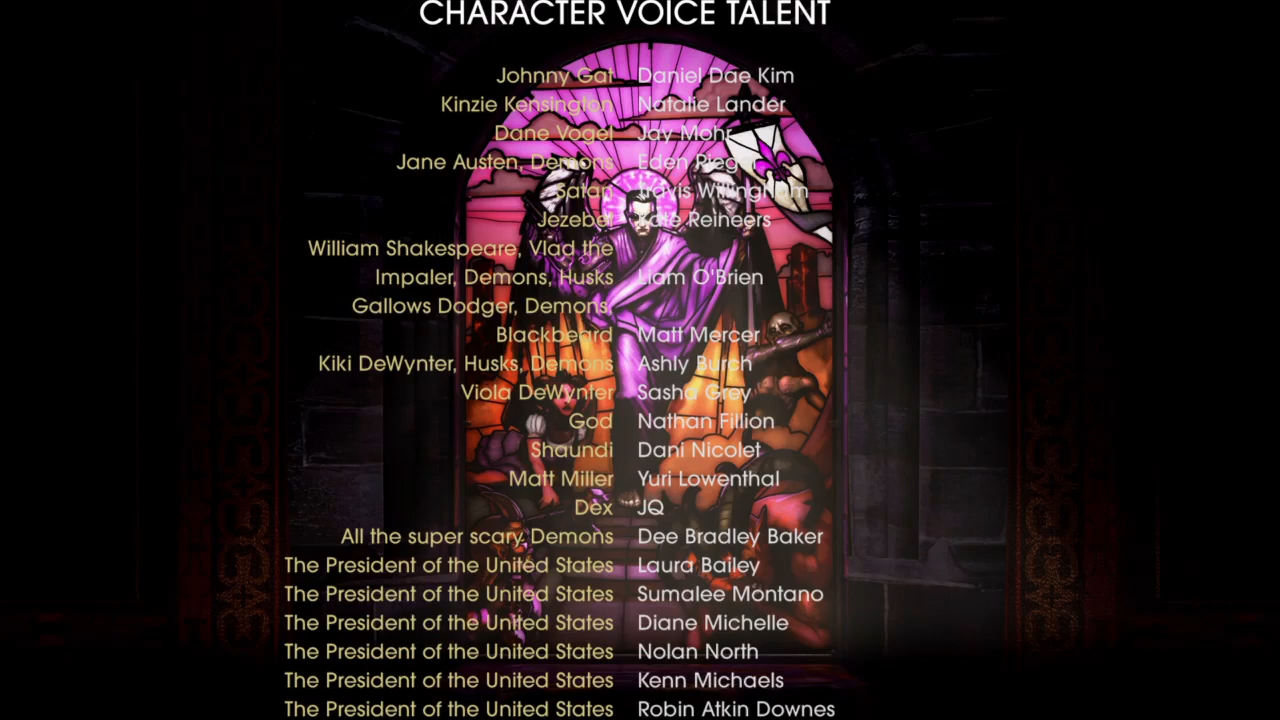 CHARACTER VOICE TALENT
Johnny Gat Daniel Dae Kim
Kinzie Kensington Natalie Lander
Dane Vogel Jay Mohr
Jane Austen, Demons Eden Riegel
Satan Travis Willingham
Jezebel Kate Reinders
William Shakespeare, Vlad the
Impaler, Demons, Husks Liam O'Brien
Gallows Dodger, Demons,
Blackbeard Matt Mercer
Kiki DeWynter, Husks, Demons Ashly Burch
Viola DeWynter Sasha Grey
God Nathan Fillion
Shaundi Dani Nicolet
Matt Miller Yuri Lowenthal
Dex JQ
All the super scary Demons Dee Bradley Baker
The President of the United States Laura Bailey
The President of the United States Sumalee Montano
The President of the United States Diane Michelle
The President of the United States Nolan North
The President of the United States Kenn Michaels
The President of the United States Robin Atkin Downes